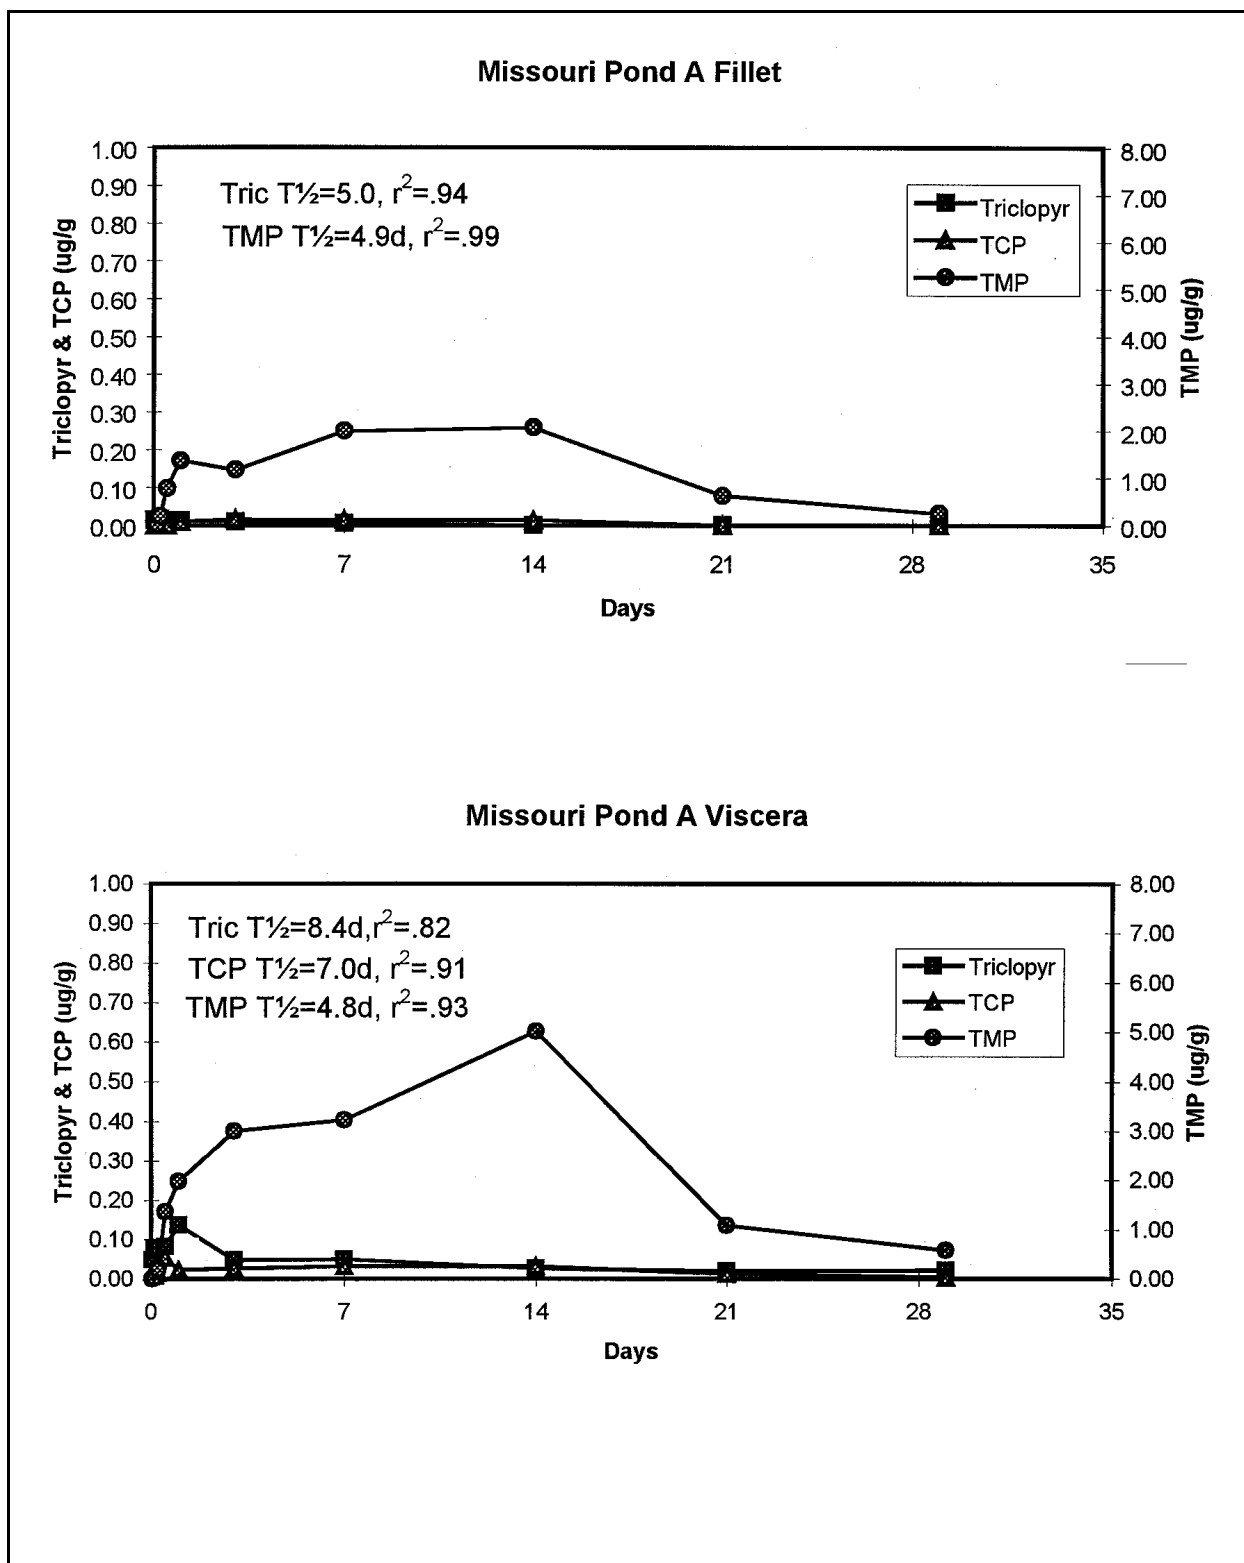 Missouri Pond A Fillet
1.00
0.90
0.80
0.70
0.60
0.50
0.40
0.30
0.20
0.10
0.00
Triclopyr & TCP (ug/g)
Tric T½=5.0, r²=.94
TMP T½=4.9d, r²=.99
Triclopyr
TCP
TMP
8.00
7.00
6.00
5.00
4.00
3.00
2.00
1.00
0.00
TMP (ug/g)
0 7 14 21 28 35
Days
Missouri Pond A Viscera
1.00
0.90
0.80
0.70
0.60
0.50
0.40
0.30
0.20
0.10
0.00
Triclopyr & TCP (ug/g)
Tric T½=8.4d,r²=.82
TCP T½=7.0d, r²=.91
TMP T½=4.8d, r²=.93
Triclopyr
TCP
TMP
8.00
7.00
6.00
5.00
4.00
3.00
2.00
1.00
0.00
TMP (ug/g)
0 7 14 21 28 35
Days